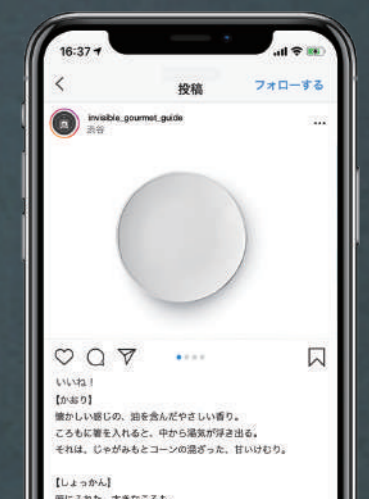 16:37
投稿
フォローする
invisible_gourmet_guide
渋谷
いいね！
【かおり】
懐かしい感じの、油を含んだやさしい香り。
ころもに箸を入れると、中から湯気が浮き出る。
それは、じゃがみもとコーンの混ざった、甘いけむり。
【しょっかん】